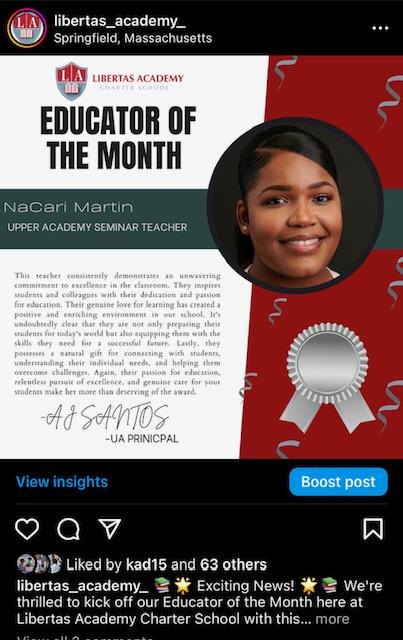 libertas_academy_
Springfield, Massachusetts
LA
LIBERTAS ACADEMY
CHARTER SCHOOL
EDUCATOR OF
THE MONTH
NaCari Martin
UPPER ACADEMY SEMINAR TEACHER
This teacher consistently demonstrates an unwavering
commitment to excellence in the classroom. They inspires
students and colleagues with their dedication and passion
for education. Their genuine love for learning has created a
positive and enriching environment in our school. It's
undoubtedly clear that they are not only preparing their
students for today's world but also equipping them with the
skills they need for a successful future. Lastly, they
possesses a natural gift for connecting with students,
understanding their individual needs, and helping them
overcome challenges. Again, their passion for education,
relentless pursuit of excellence, and genuine care for your
students make her more than deserving of the award.
-AJ SANTOS
-UA PRINICPAL
View insights
Boost post
Liked by kad15 and 63 others
libertas_academy_ 📚🌟 Exciting News! 🌟📚 We're
thrilled to kick off our Educator of the Month here at
Libertas Academy Charter School with this... more